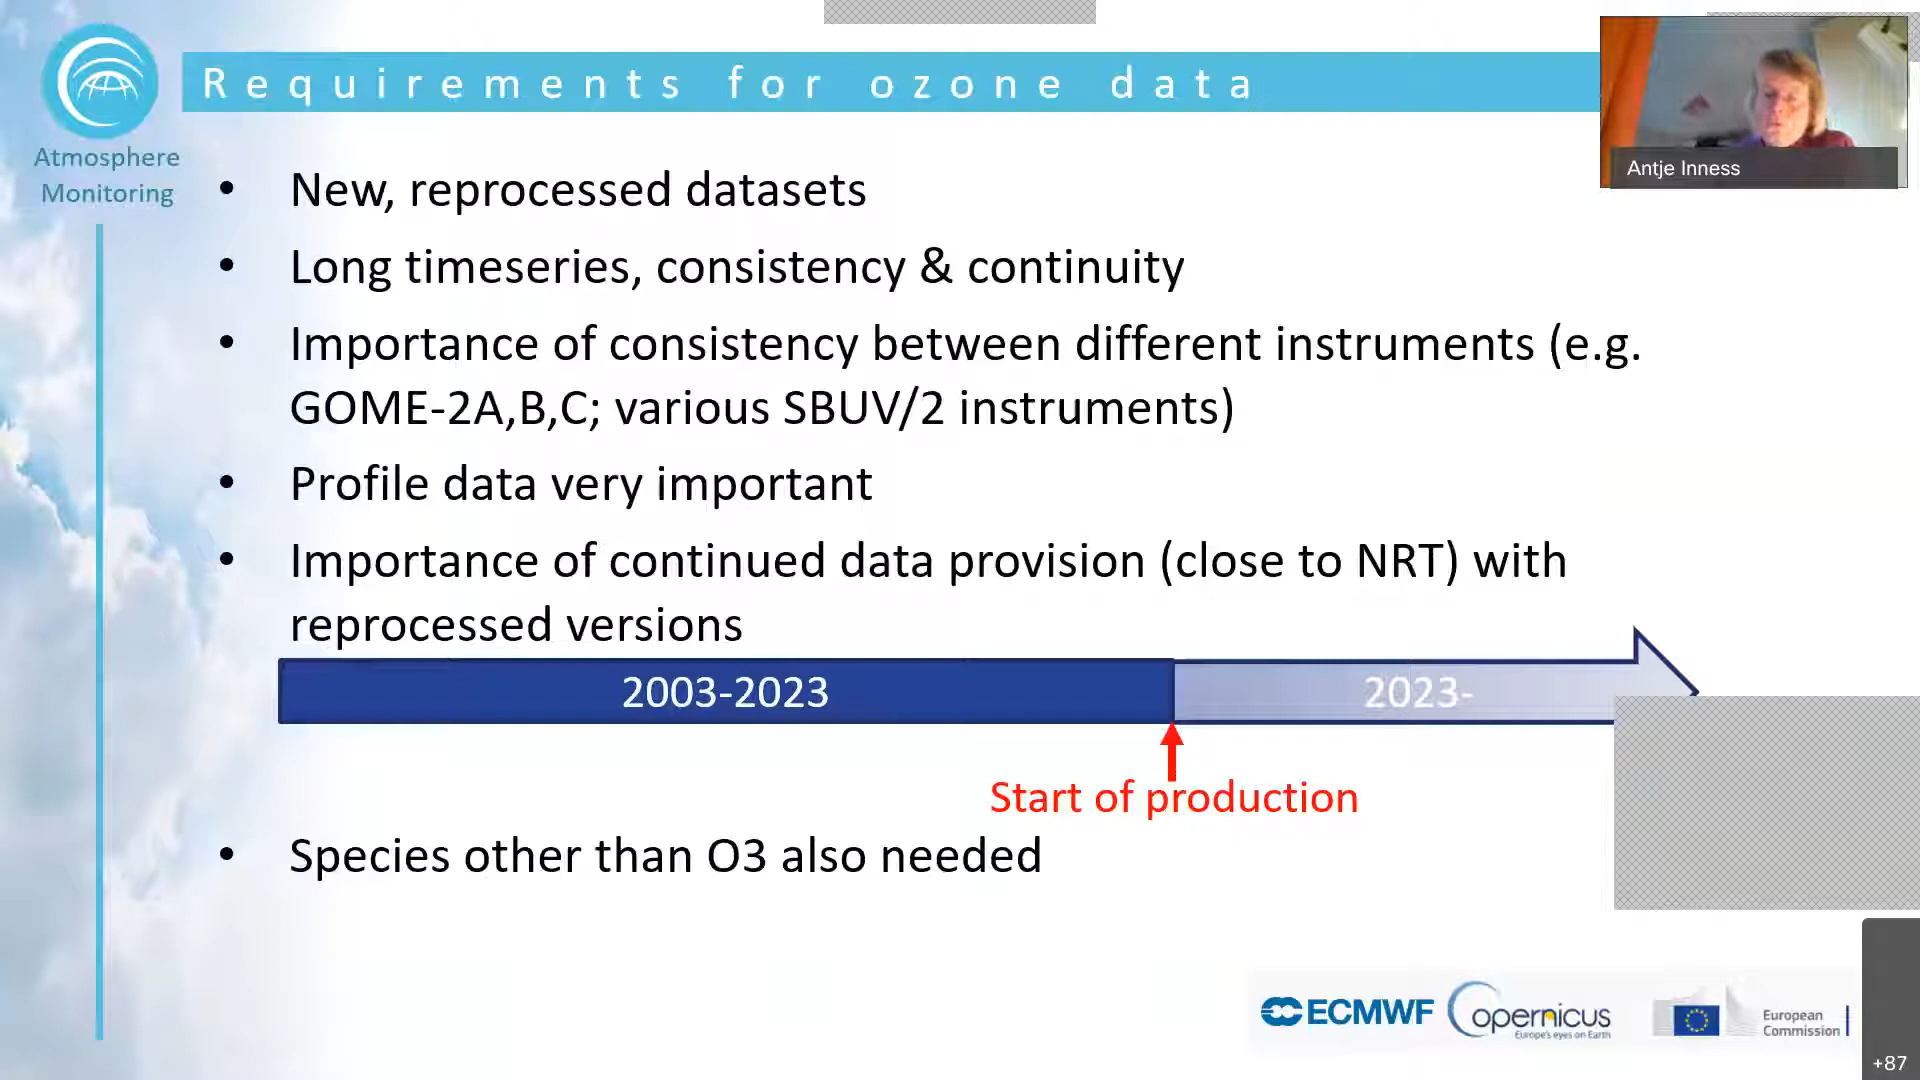 Requirements for ozone data
Antje Inness
Atmosphere
Monitoring
• New, reprocessed datasets
• Long timeseries, consistency & continuity
• Importance of consistency between different instruments (e.g.
GOME-2A,B,C; various SBUV/2 instruments)
• Profile data very important
• Importance of continued data provision (close to NRT) with
reprocessed versions
2003-2023
2023-
Start of production
• Species other than O3 also needed
ECMWF
Copernicus
Europe's eyes on Earth
European
Commission
+87